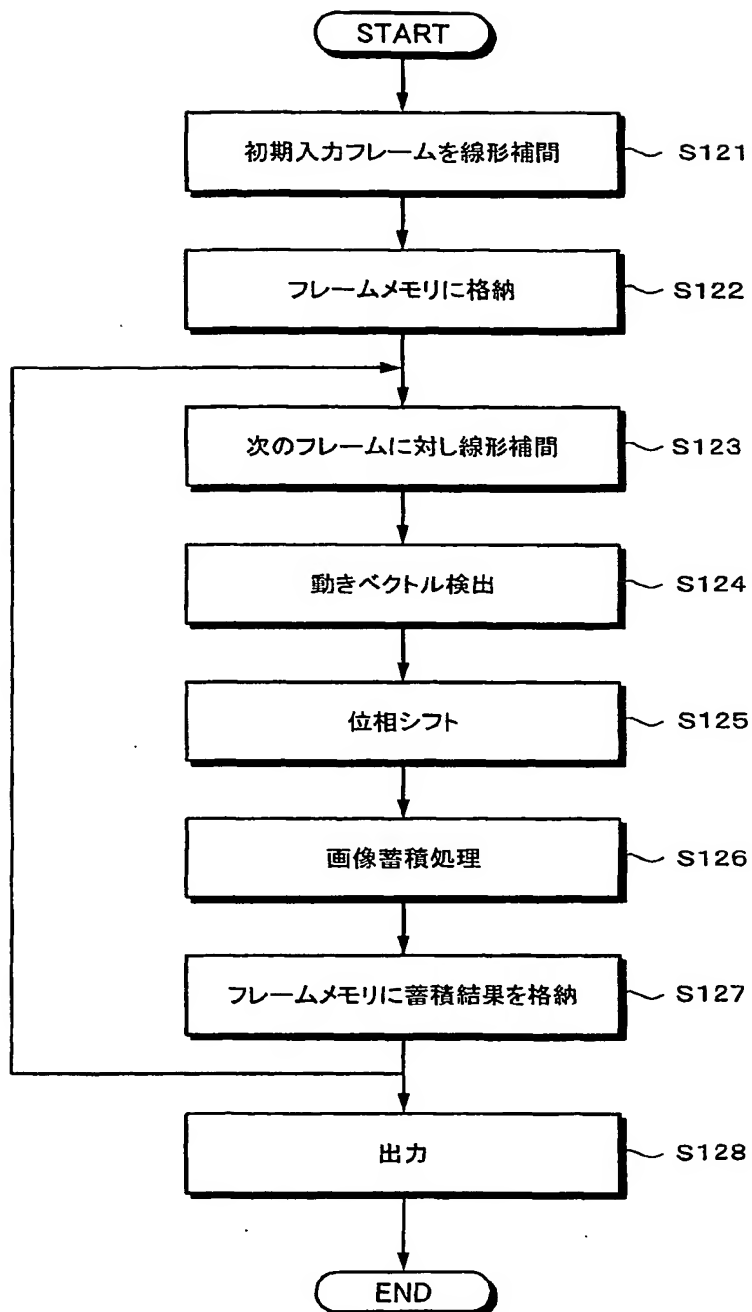 START
初期入力フレームを線形補間
S121
フレームメモリに格納
S122
次のフレームに対し線形補間
S123
動きベクトル検出
S124
位相シフト
S125
画像蓄積処理
S126
フレームメモリに蓄積結果を格納
S127
出力
S128
END